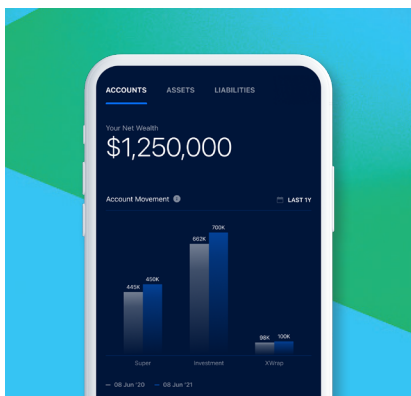 ACCOUNTS ASSETS LIABILITIES
Your Net Wealth
$1,250,000
Account Movement
LAST 1Y
700K
662K
450K
445K
98K 100K
Super Investment XWrap
08 Jun '20 08 Jun '21